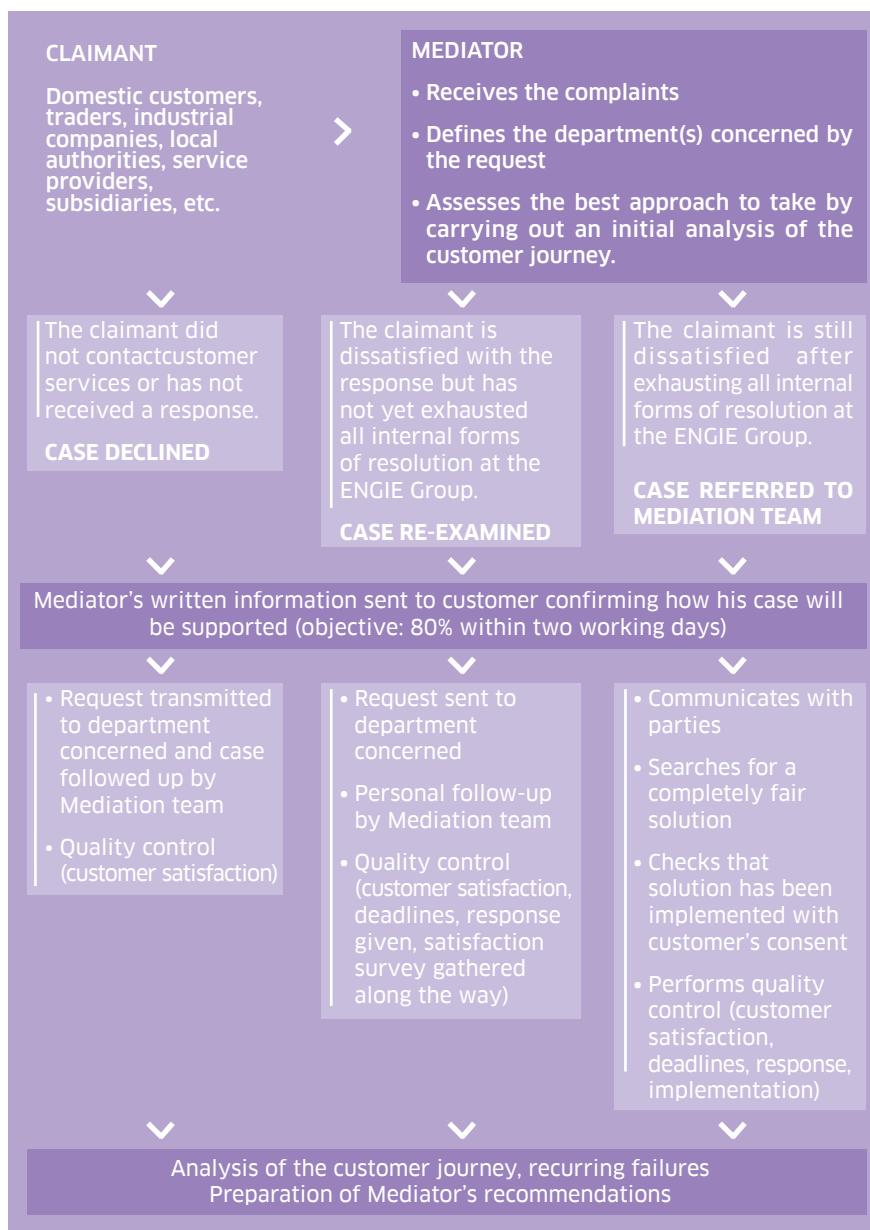 CLAIMANT
Domestic customers,
traders, industrial
companies, local
authorities, service
providers,
subsidiaries, etc.
MEDIATOR
• Receives the complaints
• Defines the department(s) concerned by
the request
• Assesses the best approach to take by
carrying out an initial analysis of the
customer journey.
The claimant did
not contactcustomer
services or has not
received a response.
CASE DECLINED
The claimant is
dissatisfied with the
response but has
not yet exhausted
all internal forms
of resolution at the
ENGIE Group.
CASE RE-EXAMINED
The claimant is still
dissatisfied after
exhausting all internal
forms of resolution at
the ENGIE Group.
CASE REFERRED TO
MEDIATION TEAM
Mediator's written information sent to customer confirming how his case will
be supported (objective: 80% within two working days)
• Request transmitted
to department
concerned and case
followed up by
Mediation team
• Quality control
(customer satisfaction)
• Request sent to
department
concerned
• Personal follow-up
by Mediation team
• Quality control
(customer satisfaction,
deadlines, response
given, satisfaction
survey gathered
along the way)
• Communicates with
parties
• Searches for a
completely fair
solution
• Checks that
solution has been
implemented with
customer's consent
• Performs quality
control (customer
satisfaction,
deadlines, response,
implementation)
Analysis of the customer journey, recurring failures
Preparation of Mediator's recommendations